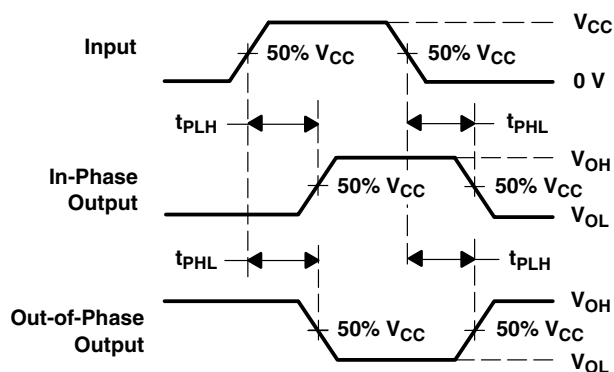 V_CC
Input
50% V_CC
50% V_CC
0 V
t_PLH
t_PHL
V_OH
In-Phase
Output
50% V_CC
50% V_CC
V_OL
t_PHL
t_PLH
V_OH
Out-of-Phase
Output
50% V_CC
50% V_CC
V_OL